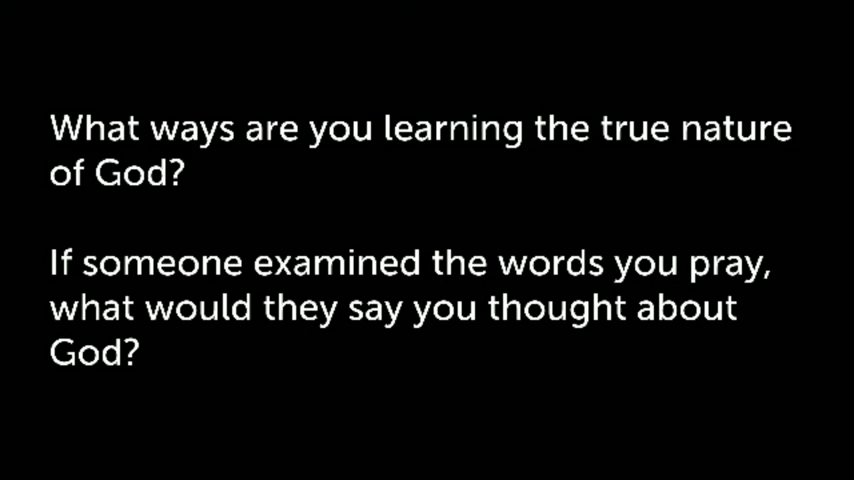 What ways are you learning the true nature
of God?
If someone examined the words you pray,
what would they say you thought about
God?